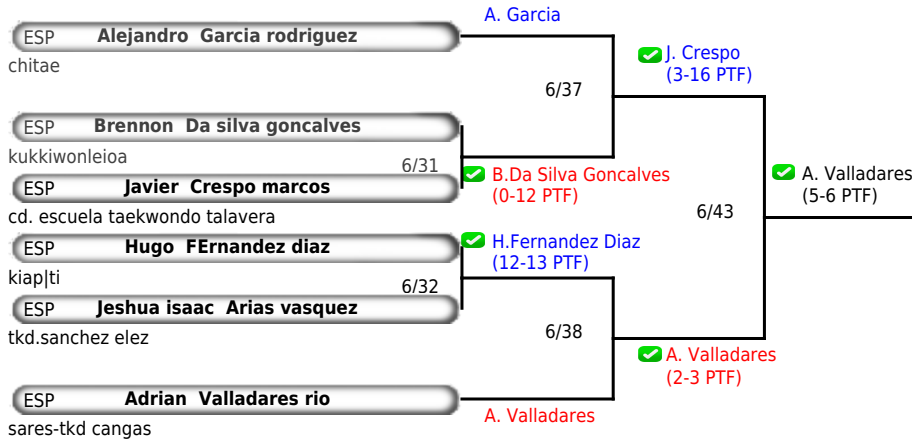 A. Garcia
ESP Alejandro Garcia rodriguez
chitae
J. Crespo
(3-16 PTF)
6/37
ESP Brennon Da silva goncalves
kukkiwonleioa
6/31
B.Da Silva Goncalves
(0-12 PTF)
ESP Javier Crespo marcos
cd. escuela taekwondo talavera
A. Valladares
(5-6 PTF)
6/43
ESP Hugo FErnandez diaz
kiap|ti
H.Fernandez Diaz
(12-13 PTF)
6/32
ESP Jeshua isaac Arias vasquez
tkd.sanchez elez
6/38
A. Valladares
(2-3 PTF)
ESP Adrian Valladares rio
sares-tkd cangas
A. Valladares